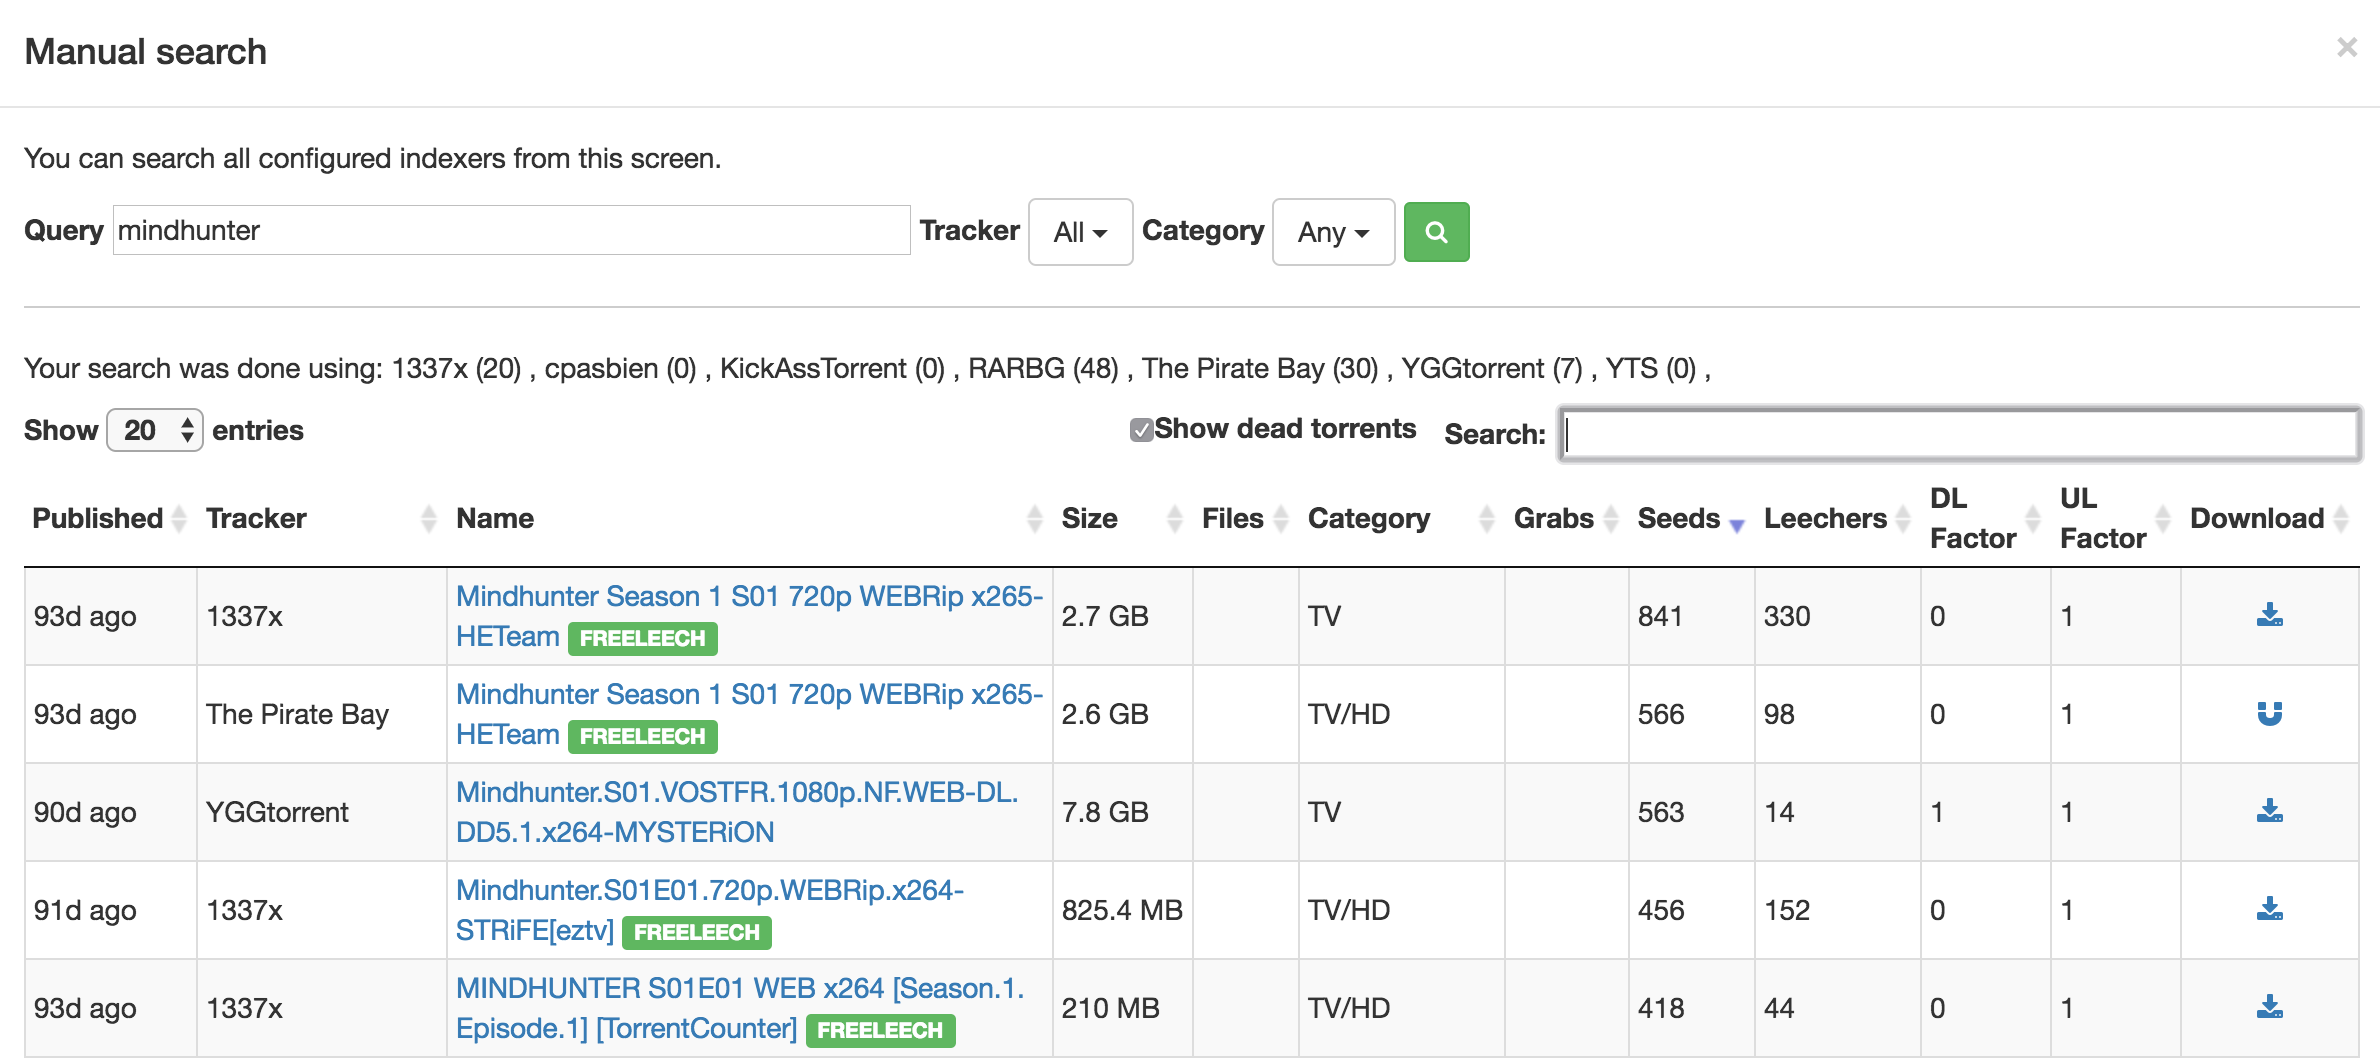 Manual search
×
You can search all configured indexers from this screen.
Query mindhunter Tracker All Category Any
Your search was done using: 1337x (20) , cpasbien (0) , KickAssTorrent (0) , RARBG (48) , The Pirate Bay (30) , YGGtorrent (7) , YTS (0) ,
Show 20 entries Show dead torrents Search:
Published Tracker Name Size Files Category Grabs Seeds Leechers DL Factor UL Factor Download
93d ago 1337x Mindhunter Season 1 S01 720p WEBRip x265-
HETeam FREELEECH 2.7 GB TV 841 330 0 1
93d ago The Pirate Bay Mindhunter Season 1 S01 720p WEBRip x265-
HETeam FREELEECH 2.6 GB TV/HD 566 98 0 1
90d ago YGGtorrent Mindhunter.S01.VOSTFR.1080p.NF.WEB-DL.
DD5.1.x264-MYSTERiON 7.8 GB TV 563 14 1 1
91d ago 1337x Mindhunter.S01E01.720p.WEBRip.x264-
STRiFE[eztv] FREELEECH 825.4 MB TV/HD 456 152 0 1
93d ago 1337x MINDHUNTER S01E01 WEB x264 [Season.1.
Episode.1] [TorrentCounter] FREELEECH 210 MB TV/HD 418 44 0 1